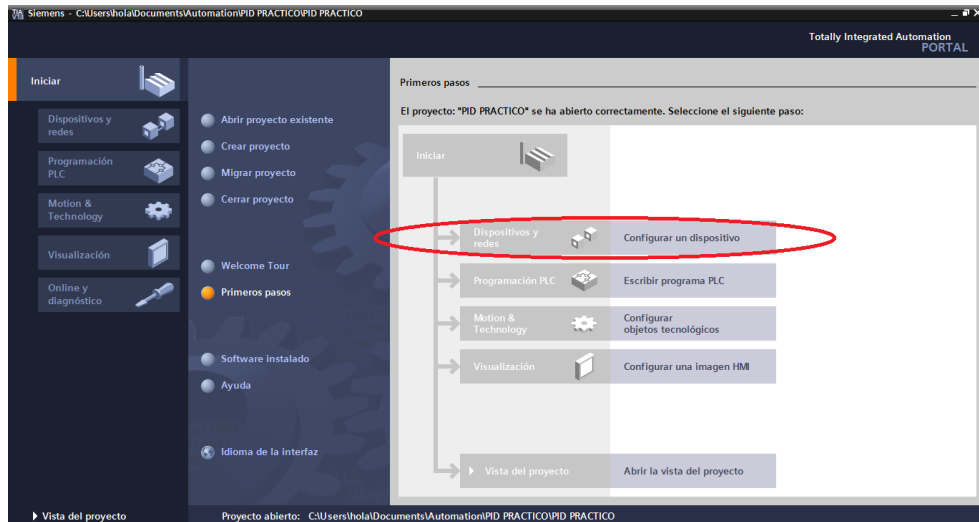 TIA V13 Siemens - C:\Users\hola\Documents\Automation\PID PRACTICO\PID PRACTICO
Totally Integrated Automation
PORTAL
Iniciar
Dispositivos y
redes
Programación
PLC
Motion &
Technology
Visualización
Online y
diagnóstico
Vista del proyecto
Abrir proyecto existente
Crear proyecto
Migrar proyecto
Cerrar proyecto
Welcome Tour
Primeros pasos
Software instalado
Ayuda
Idioma de la interfaz
Primeros pasos
El proyecto: "PID PRACTICO" se ha abierto correctamente. Seleccione el siguiente paso:
Iniciar
Dispositivos y
redes
Configurar un dispositivo
Programación PLC
Escribir programa PLC
Motion &
Technology
Configurar
objetos tecnológicos
Visualización
Configurar una imagen HMI
Vista del proyecto
Abrir la vista del proyecto
Proyecto abierto: C:\Users\hola\Documents\Automation\PID PRACTICO\PID PRACTICO